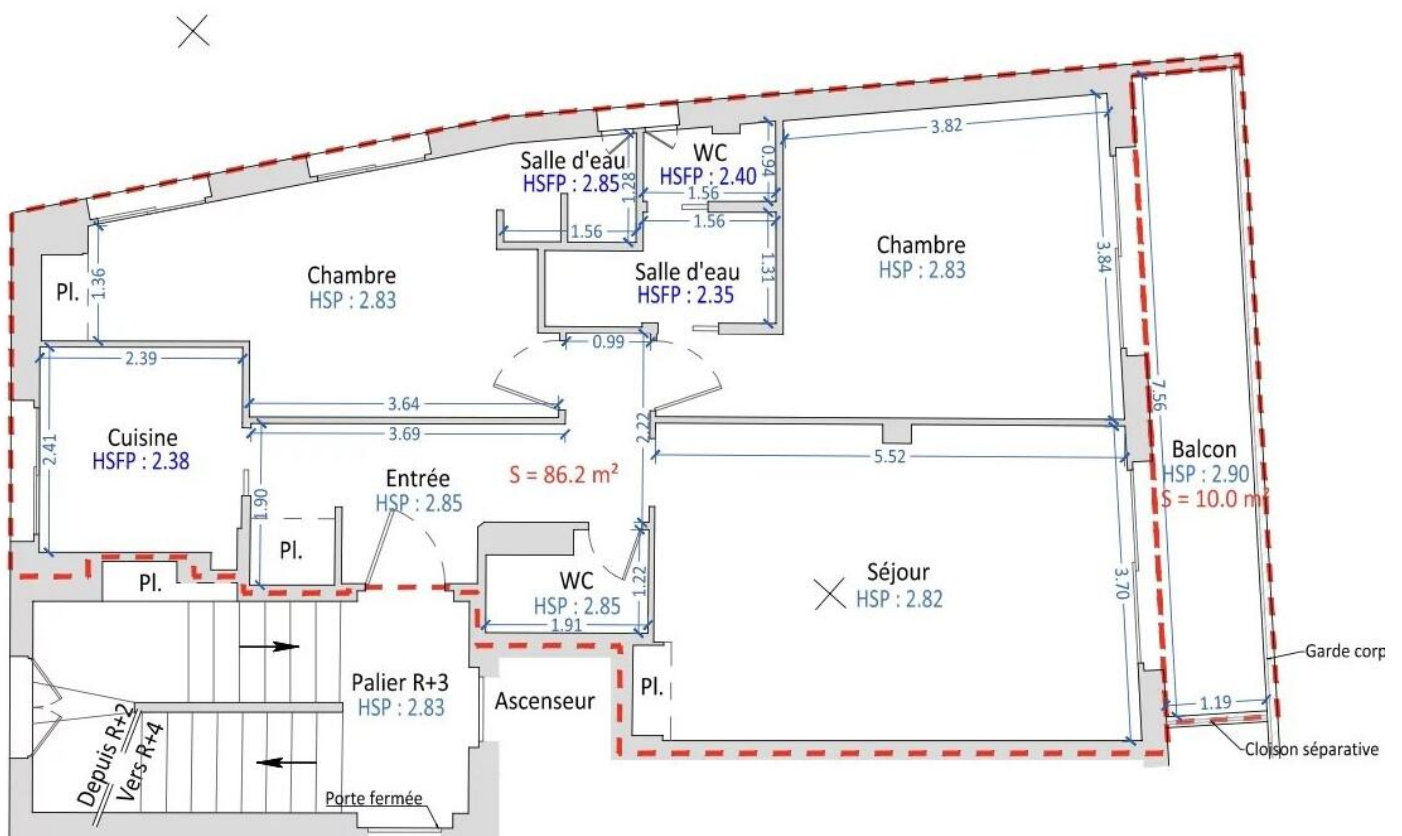 3.82
Salle d'eau
HSFP : 2.85
1.28
1.56
WC
HSFP : 2.40
1.56
0.94
1.56
Chambre
HSP : 2.83
3.84
Pl.
1.36
Chambre
HSP : 2.83
Salle d'eau
HSFP : 2.35
1.31
0.99
2.39
3.64
3.69
2.22
7.56
Cuisine
HSFP : 2.38
2.41
1.90
Entrée
HSP : 2.85
S = 86.2 m²
5.52
Balcon
HSP : 2.90
S = 10.0 m²
Pl.
Pl.
WC
HSP : 2.85
1.22
1.91
Séjour
HSP : 2.82
3.70
Garde corp
Palier R+3
HSP : 2.83
Ascenseur
Pl.
1.19
Cloison séparative
Depuis R+2
Vers R+4
Porte fermée